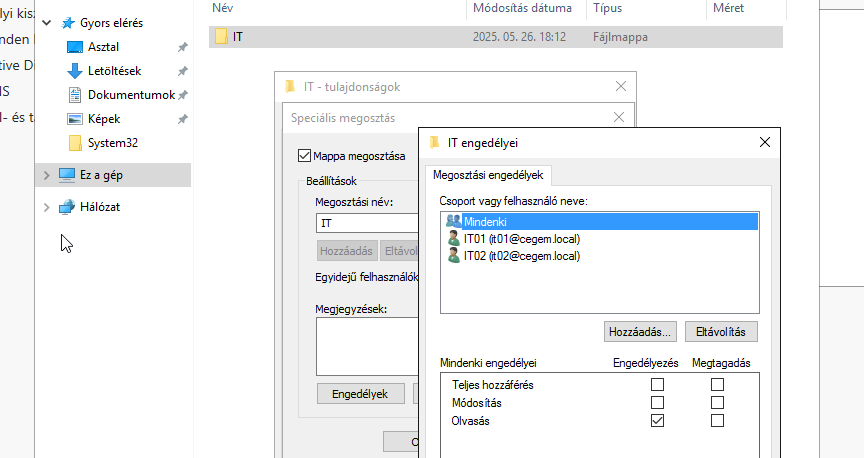 lyi kisz
nden
tive D
IS
l- és ta
Gyors elérés
Asztal
Letöltések
Dokumentumok
Képek
System32
Ez a gép
Hálózat
Név
Módosítás dátuma
Típus
Méret
IT
2025. 05. 26. 18:12
Fájlmappa
IT - tulajdonságok
Speciális megosztás
Mappa megosztása
Beállítások
Megosztási név:
IT
Hozzáadás
Eltávol
Egyidejű felhasználók
Megjegyzések:
Engedélyek
IT engedélyei
Megosztási engedélyek
Csoport vagy felhasználó neve:
Mindenki
IT01 (it01@cegem.local)
IT02 (it02@cegem.local)
Hozzáadás...
Eltávolítás
Mindenki engedélyei
Engedélyezés
Megtagadás
Teljes hozzáférés
Módosítás
Olvasás